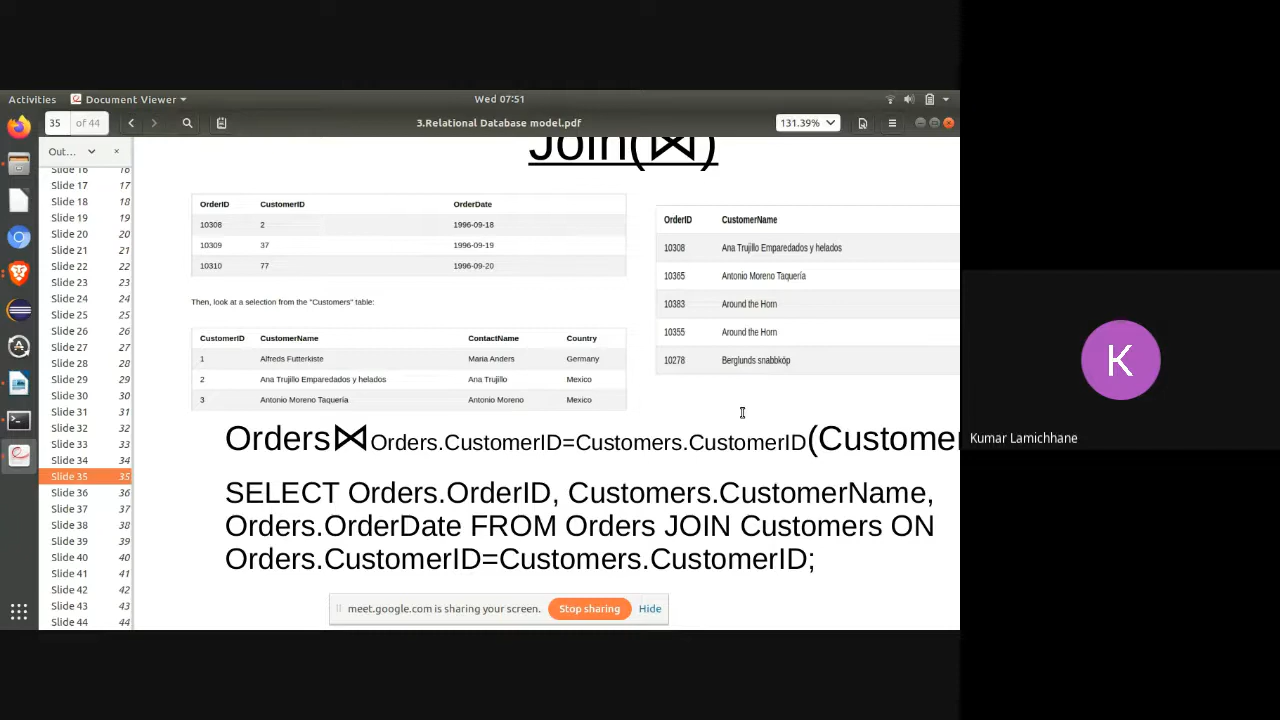 Activities Document Viewer Wed 07:51
35 of 44 3.Relational Database model.pdf 131.39%
Out...
Slide 16 16
Slide 17 17
Slide 18 18
Slide 19 19
Slide 20 20
Slide 21 21
Slide 22 22
Slide 23 23
Slide 24 24
Slide 25 25
Slide 26 26
Slide 27 27
Slide 28 28
Slide 29 29
Slide 30 30
Slide 31 31
Slide 32 32
Slide 33 33
Slide 34 34
Slide 35 35
Slide 36 36
Slide 37 37
Slide 38 38
Slide 39 39
Slide 40 40
Slide 41 41
Slide 42 42
Slide 43 43
Slide 44 44
Join(⋈)
OrderID CustomerID OrderDate
10308 2 1996-09-18
10309 37 1996-09-19
10310 77 1996-09-20
Then, look at a selection from the "Customers" table:
CustomerID CustomerName ContactName Country
1 Alfreds Futterkiste Maria Anders Germany
2 Ana Trujillo Emparedados y helados Ana Trujillo Mexico
3 Antonio Moreno Taquería Antonio Moreno Mexico
OrderID CustomerName
10308 Ana Trujillo Emparedados y helados
10365 Antonio Moreno Taquería
10383 Around the Horn
10355 Around the Horn
10278 Berglunds snabbköp
Orders⋈Orders.CustomerID=Customers.CustomerID(Customer
SELECT Orders.OrderID, Customers.CustomerName,
Orders.OrderDate FROM Orders JOIN Customers ON
Orders.CustomerID=Customers.CustomerID;
meet.google.com is sharing your screen. Stop sharing Hide
K
Kumar Lamichhane